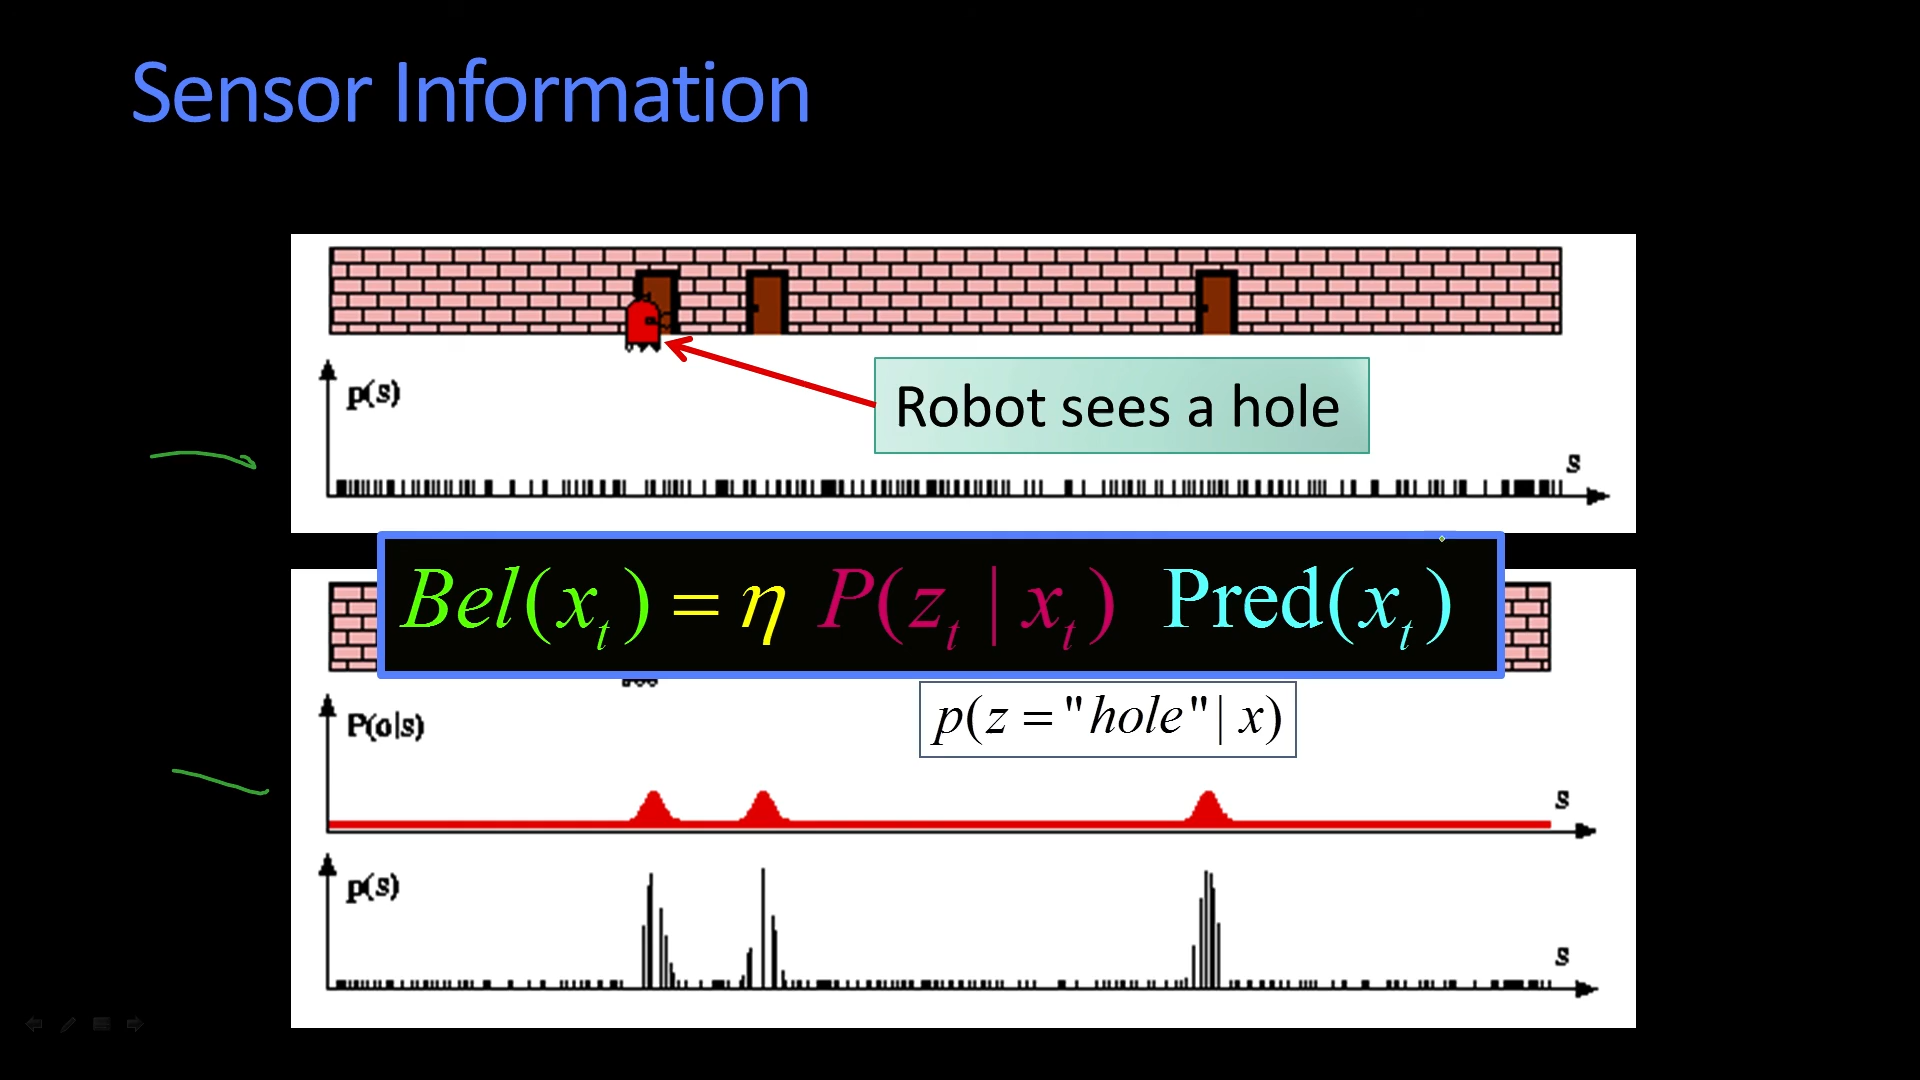 Sensor Information
p(s)
Robot sees a hole
s
Bel(x_t) = η P(z_t | x_t) Pred(x_t)
p(z = "hole" | x)
P(o|s)
s
p(s)
s